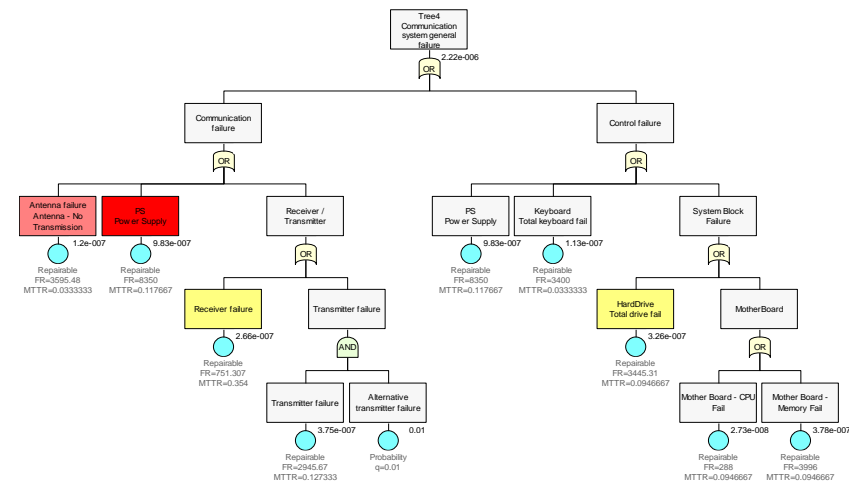 Tree4
Communication
system general
failure
2.22e-006
OR
Communication
failure
Control failure
OR
OR
Antenna failure
Antenna - No
Transmission
PS
Power Supply
Receiver /
Transmitter
PS
Power Supply
Keyboard
Total keyboard fail
System Block
Failure
1.2e-007
9.83e-007
9.83e-007
1.13e-007
OR
OR
Repairable
FR=3595.48
MTTR=0.0333333
Repairable
FR=8350
MTTR=0.117667
Repairable
FR=8350
MTTR=0.117667
Repairable
FR=3400
MTTR=0.0333333
Receiver failure
Transmitter failure
HardDrive
Total drive fail
MotherBoard
2.66e-007
3.26e-007
AND
OR
Repairable
FR=751.307
MTTR=0.354
Repairable
FR=3445.31
MTTR=0.0946667
Transmitter failure
Alternative
transmitter failure
Mother Board - CPU
Fail
Mother Board -
Memory Fail
3.75e-007
0.01
2.73e-008
3.78e-007
Repairable
FR=2945.67
MTTR=0.127333
Probability
q=0.01
Repairable
FR=288
MTTR=0.0946667
Repairable
FR=3996
MTTR=0.0946667